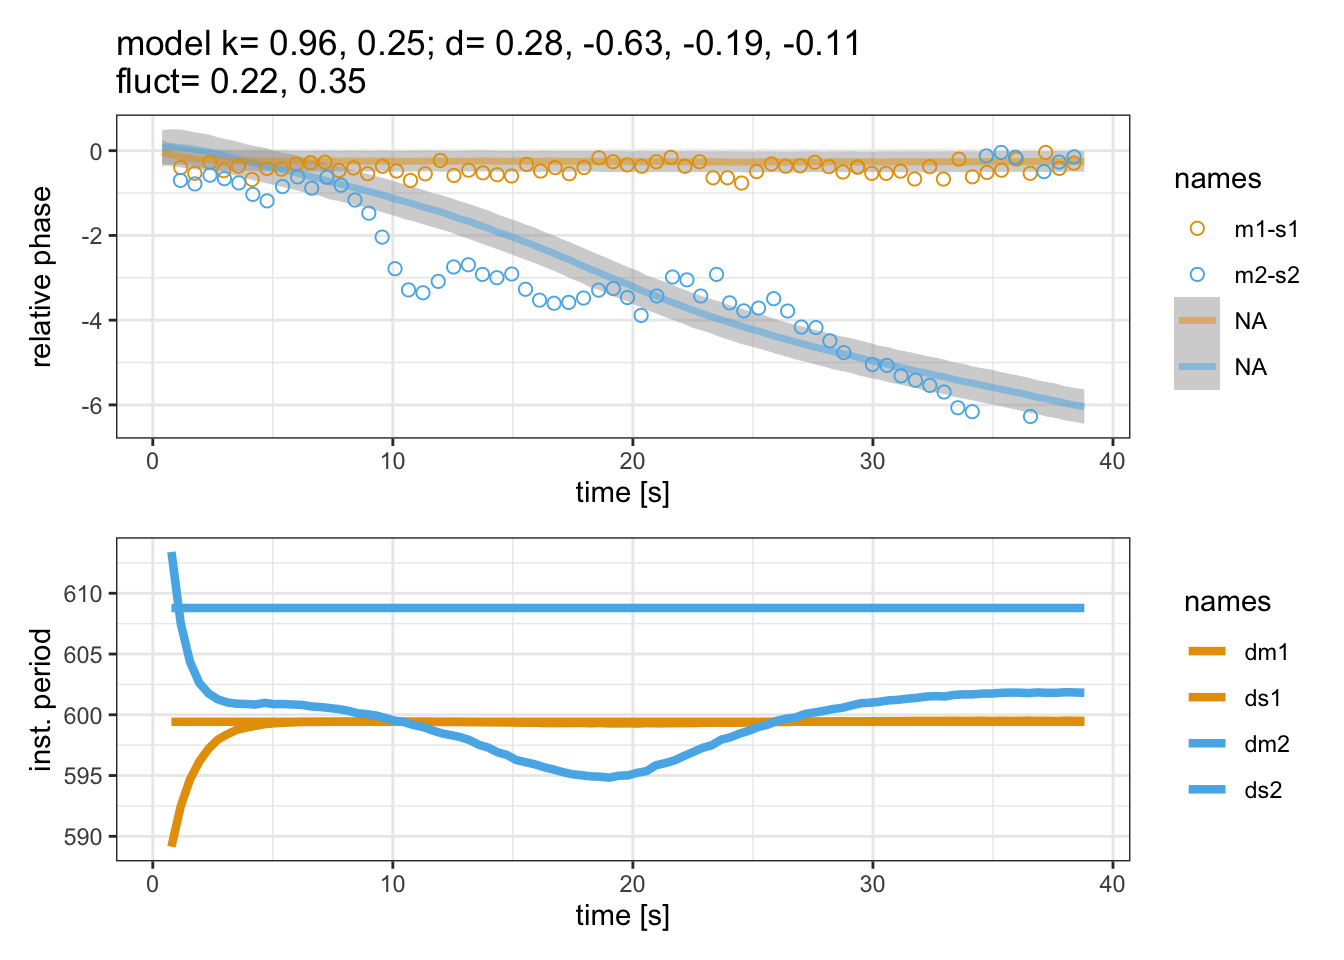 model k= 0.96, 0.25; d= 0.28, -0.63, -0.19, -0.11
fluct= 0.22, 0.35
0
-2
-4
-6
relative phase
0
10
20
30
40
time [s]
names
m1-s1
m2-s2
NA
NA
610
605
600
595
590
inst. period
0
10
20
30
40
time [s]
names
dm1
ds1
dm2
ds2